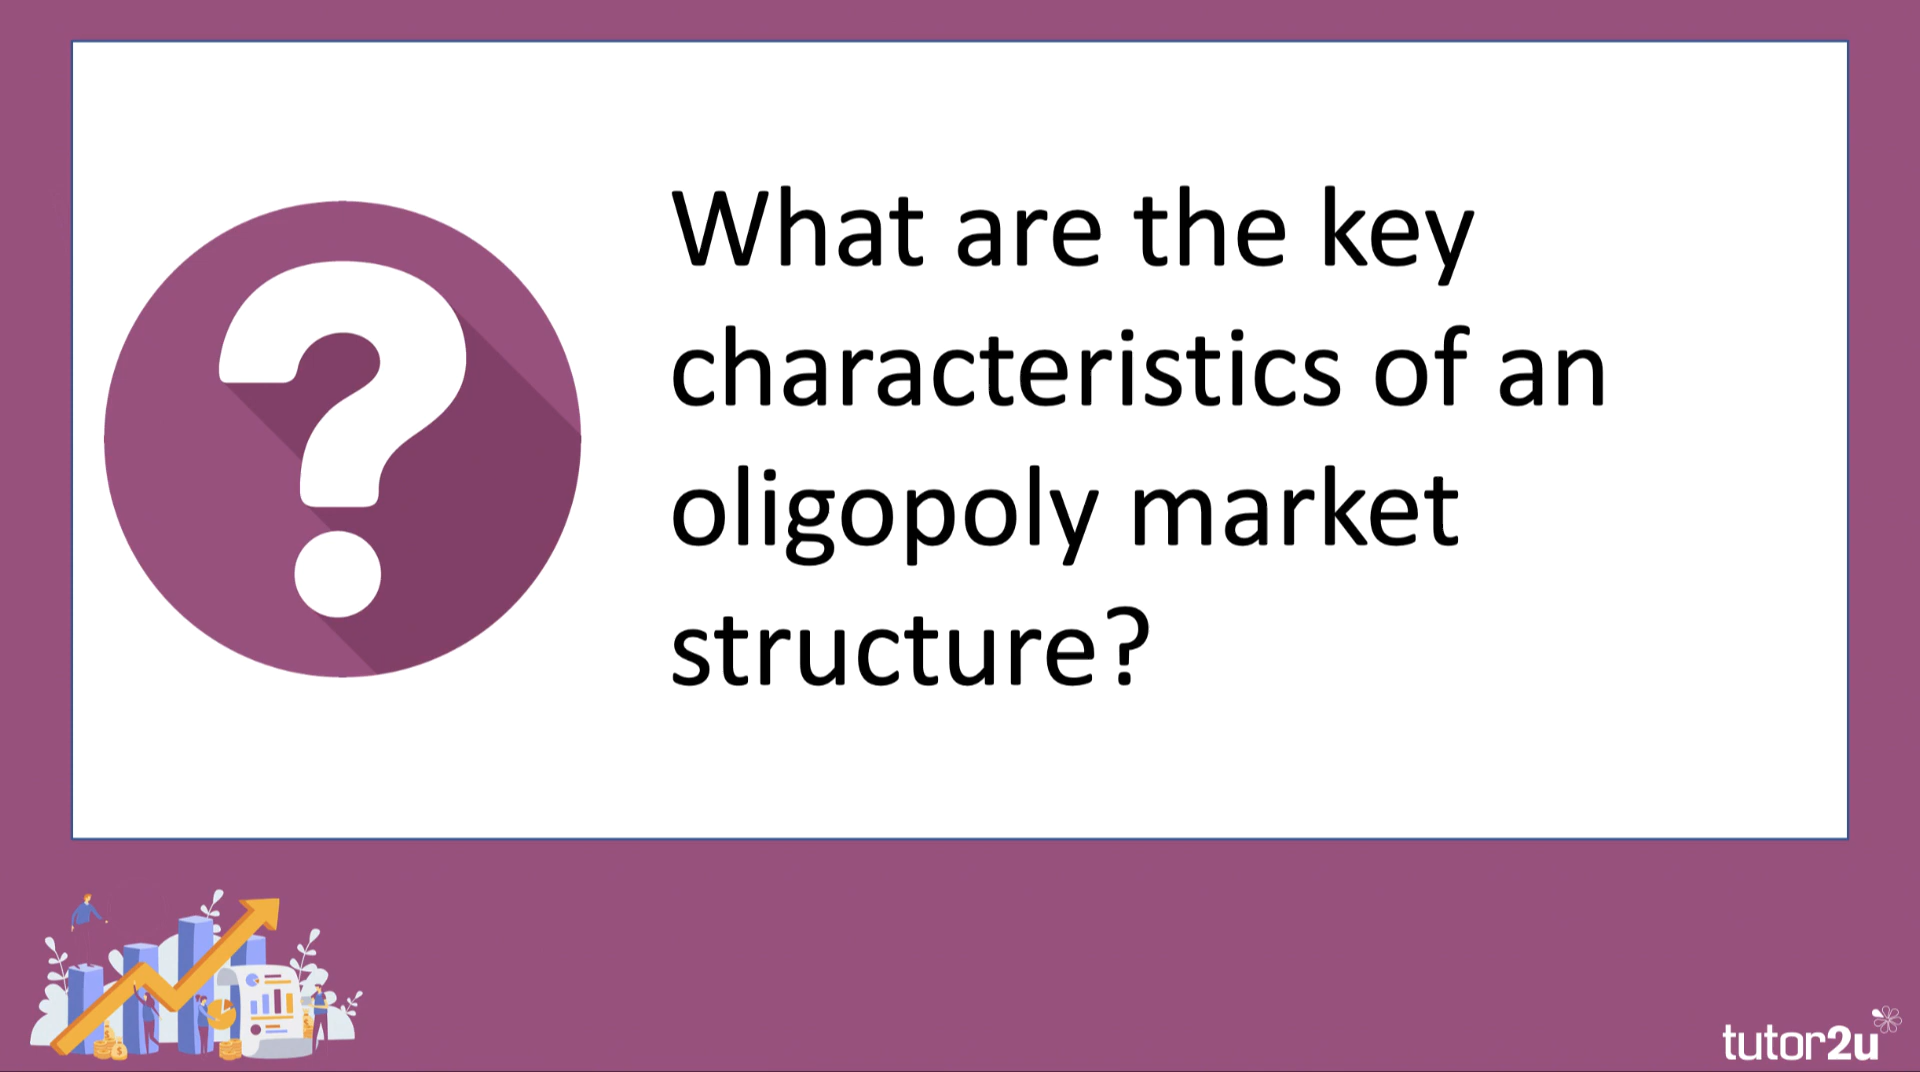 What are the key
characteristics of an
oligopoly market
structure?
tutor2u